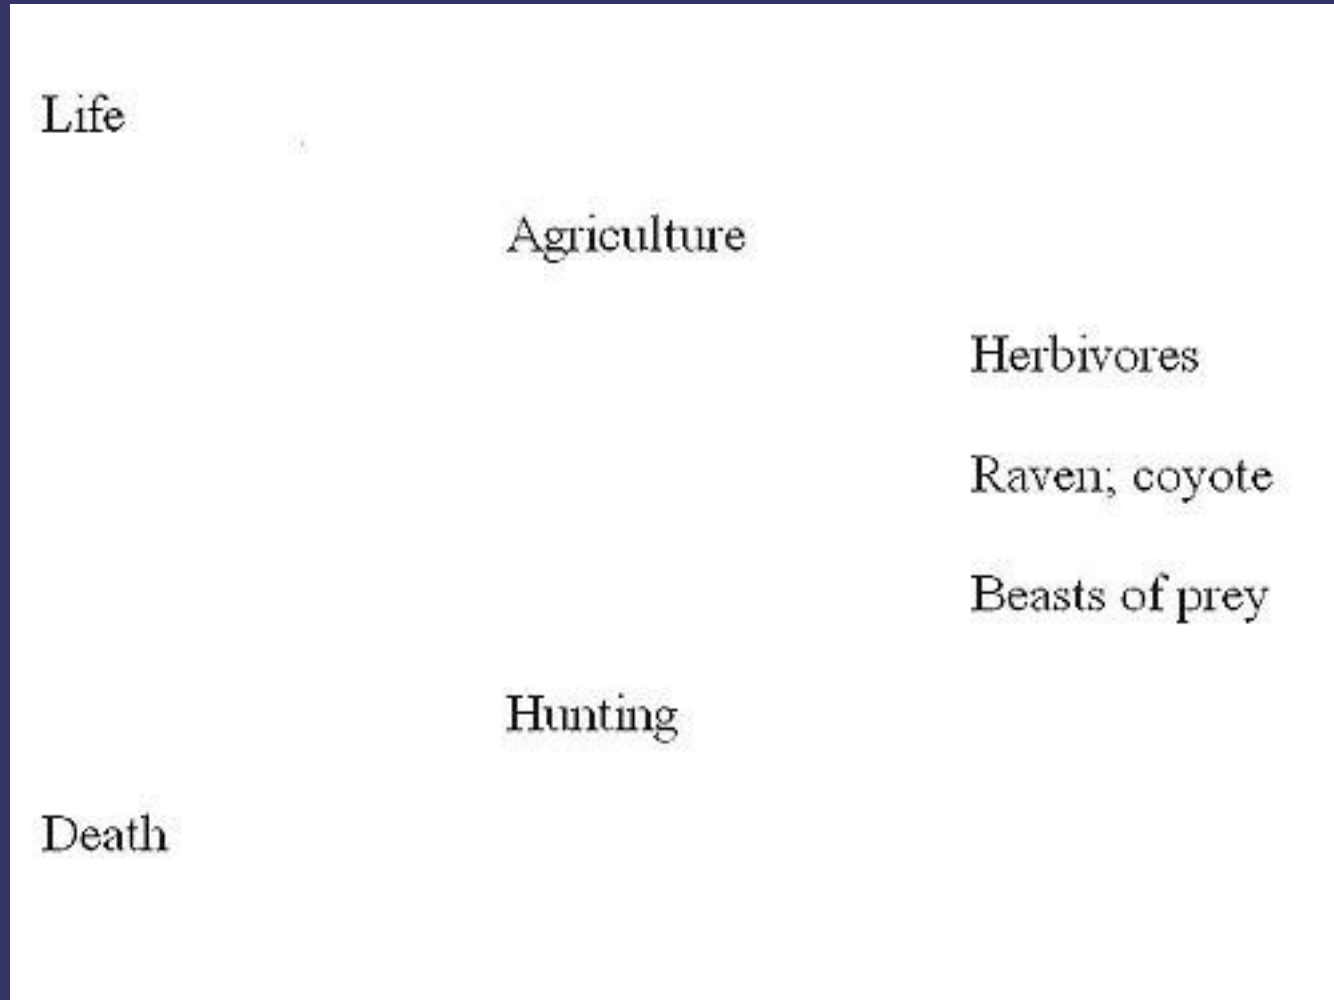 Life
Agriculture
Herbivores
Raven; coyote
Beasts of prey
Hunting
Death